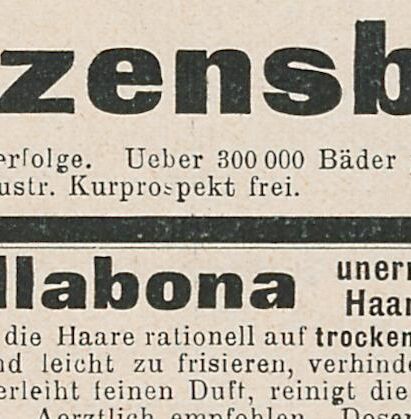 zensb
erfolge. Ueber 300 000 Bäder
ustr. Kurprospekt frei.
llabona
unerr
Haar
die Haare rationell auf trocken
nd leicht zu frisieren, verhinde
erleiht feinen Duft, reinigt die
Aerztlich empfohlen. Dose